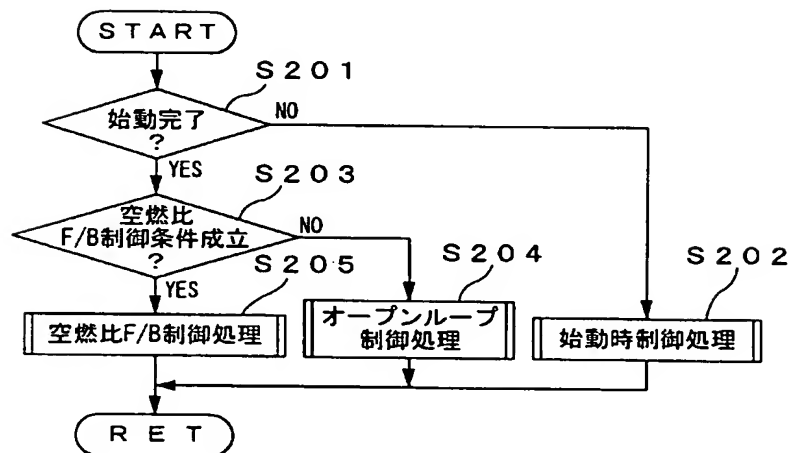 START
S201
始動完了
?
NO
YES
S203
空燃比
F/B制御条件成立
?
NO
YES
S205
空燃比F/B制御処理
S204
オープンループ
制御処理
S202
始動時制御処理
RET